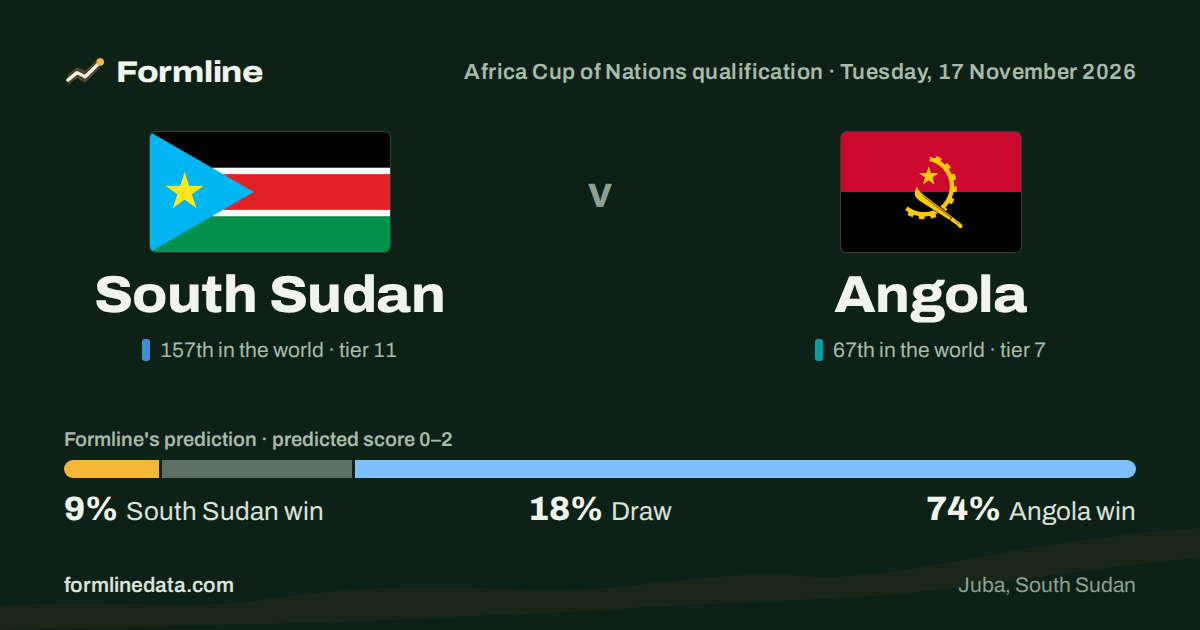 Formline
Africa Cup of Nations qualification · Tuesday, 17 November 2026
v
South Sudan
Angola
157th in the world · tier 11
67th in the world · tier 7
Formline's prediction · predicted score 0–2
9% South Sudan win
18% Draw
74% Angola win
formlinedata.com
Juba, South Sudan